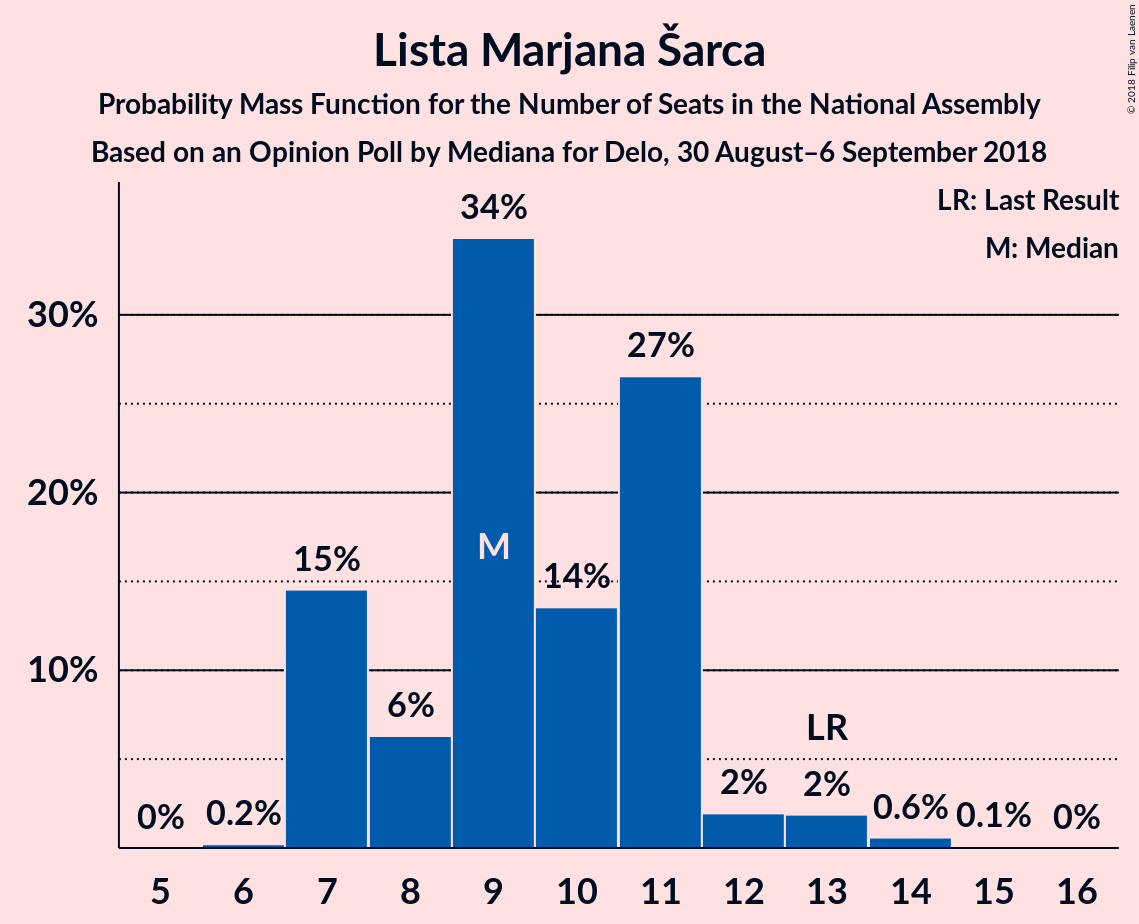 Lista Marjana Šarca
Probability Mass Function for the Number of Seats in the National Assembly
Based on an Opinion Poll by Mediana for Delo, 30 August–6 September 2018
© 2018 Filip van Laenen
LR: Last Result
M: Median
34%
30%
27%
20%
M
15%
14%
10%
6%
LR
0%
0.2%
2%
2%
0.6%
0.1%
0%
5 6 7 8 9 10 11 12 13 14 15 16